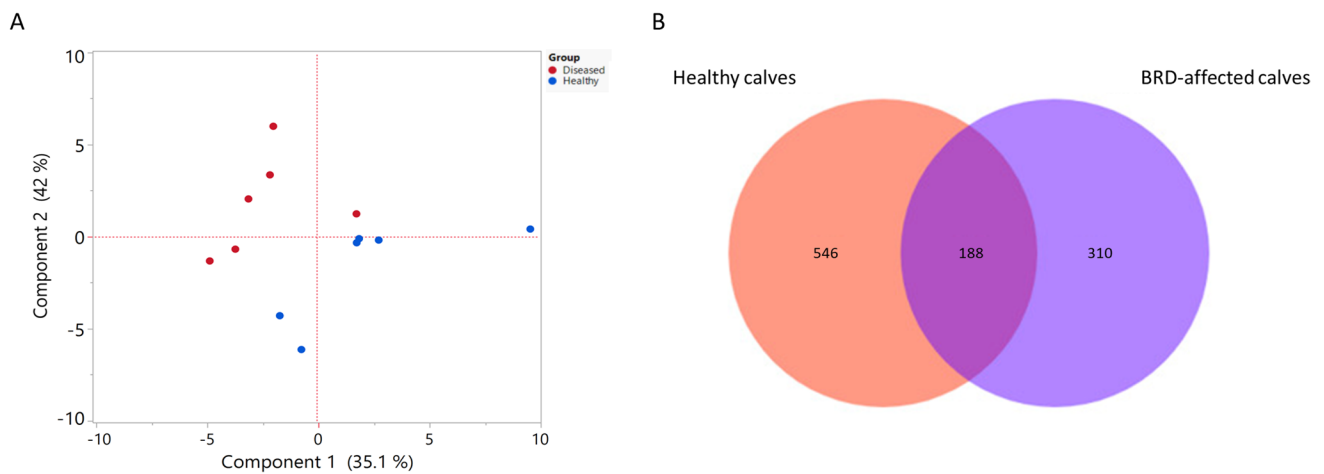 A
10
5
0
-5
-10
-10
-5
0
5
10
Component 2 (42 %)
Component 1 (35.1 %)
Group
Diseased
Healthy
B
Healthy calves
BRD-affected calves
546
188
310